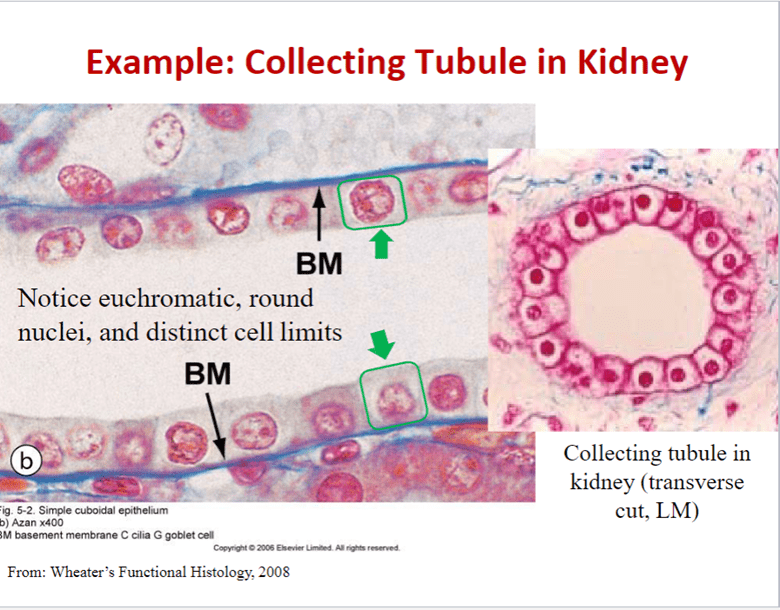 Example: Collecting Tubule in Kidney
BM
Notice euchromatic, round
nuclei, and distinct cell limits
BM
b
Collecting tubule in
kidney (transverse
cut, LM)
Fig. 5-2. Simple cuboidal epithelium
b) Azan x400
BM basement membrane C cilia G goblet cell
Copyright © 2006 Elsevier Limited. All rights reserved.
From: Wheater's Functional Histology, 2008